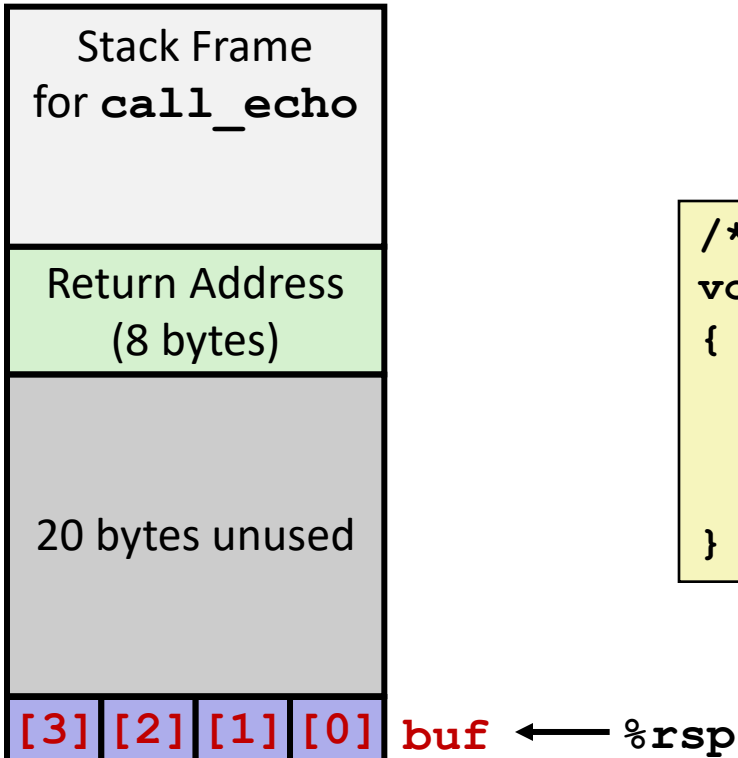 Stack Frame
for call_echo
Return Address
(8 bytes)
20 bytes unused
[3] [2] [1] [0] buf ← %rsp
/*
vo
{
}